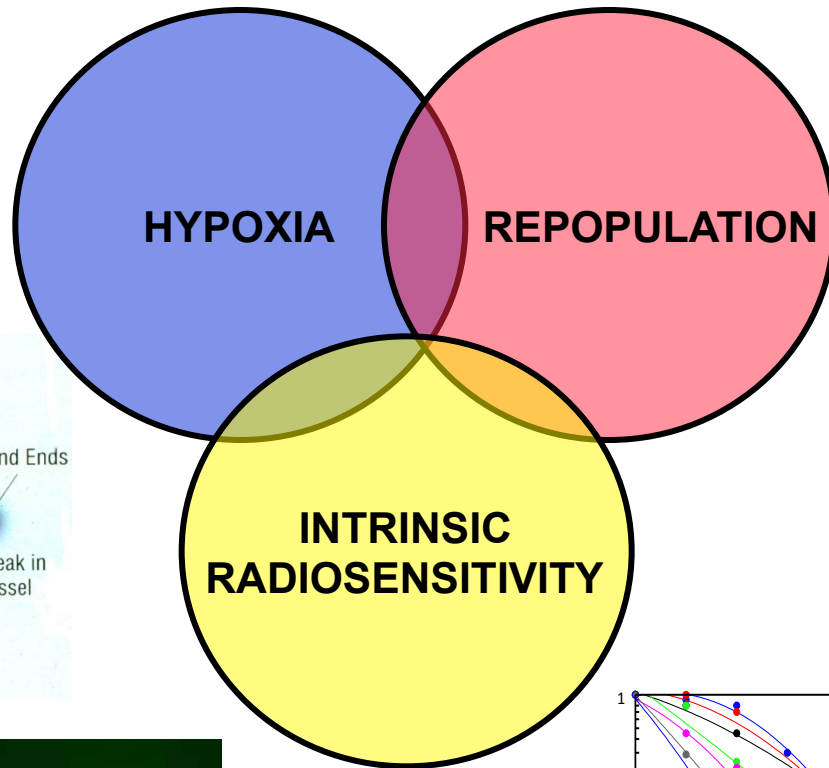 HYPOXIA
REPOPULATION
nd Ends
eak in
ssel
INTRINSIC
RADIOSENSITIVITY
1